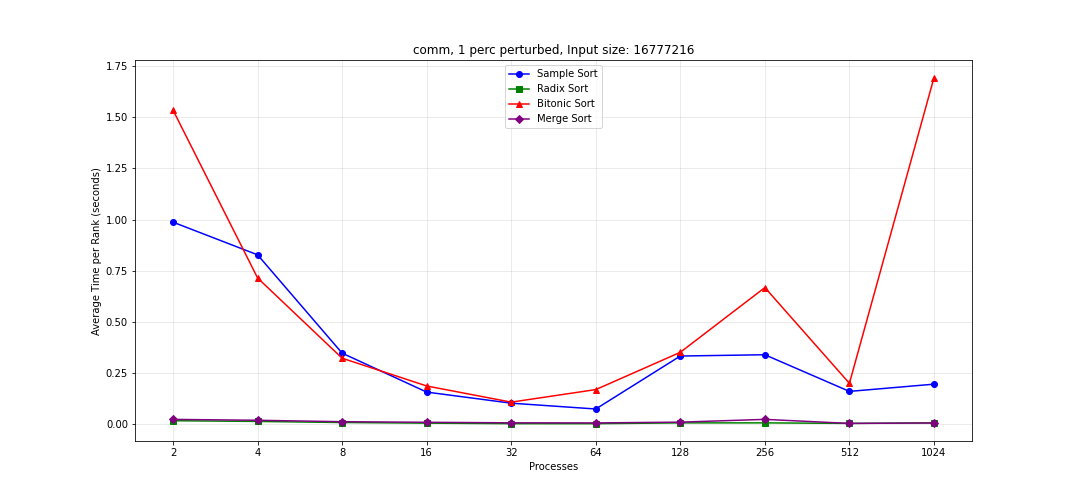 comm, 1 perc perturbed, Input size: 16777216
Sample Sort
Radix Sort
Bitonic Sort
Merge Sort
Average Time per Rank (seconds)
1.75
1.50
1.25
1.00
0.75
0.50
0.25
0.00
2 4 8 16 32 64 128 256 512 1024
Processes